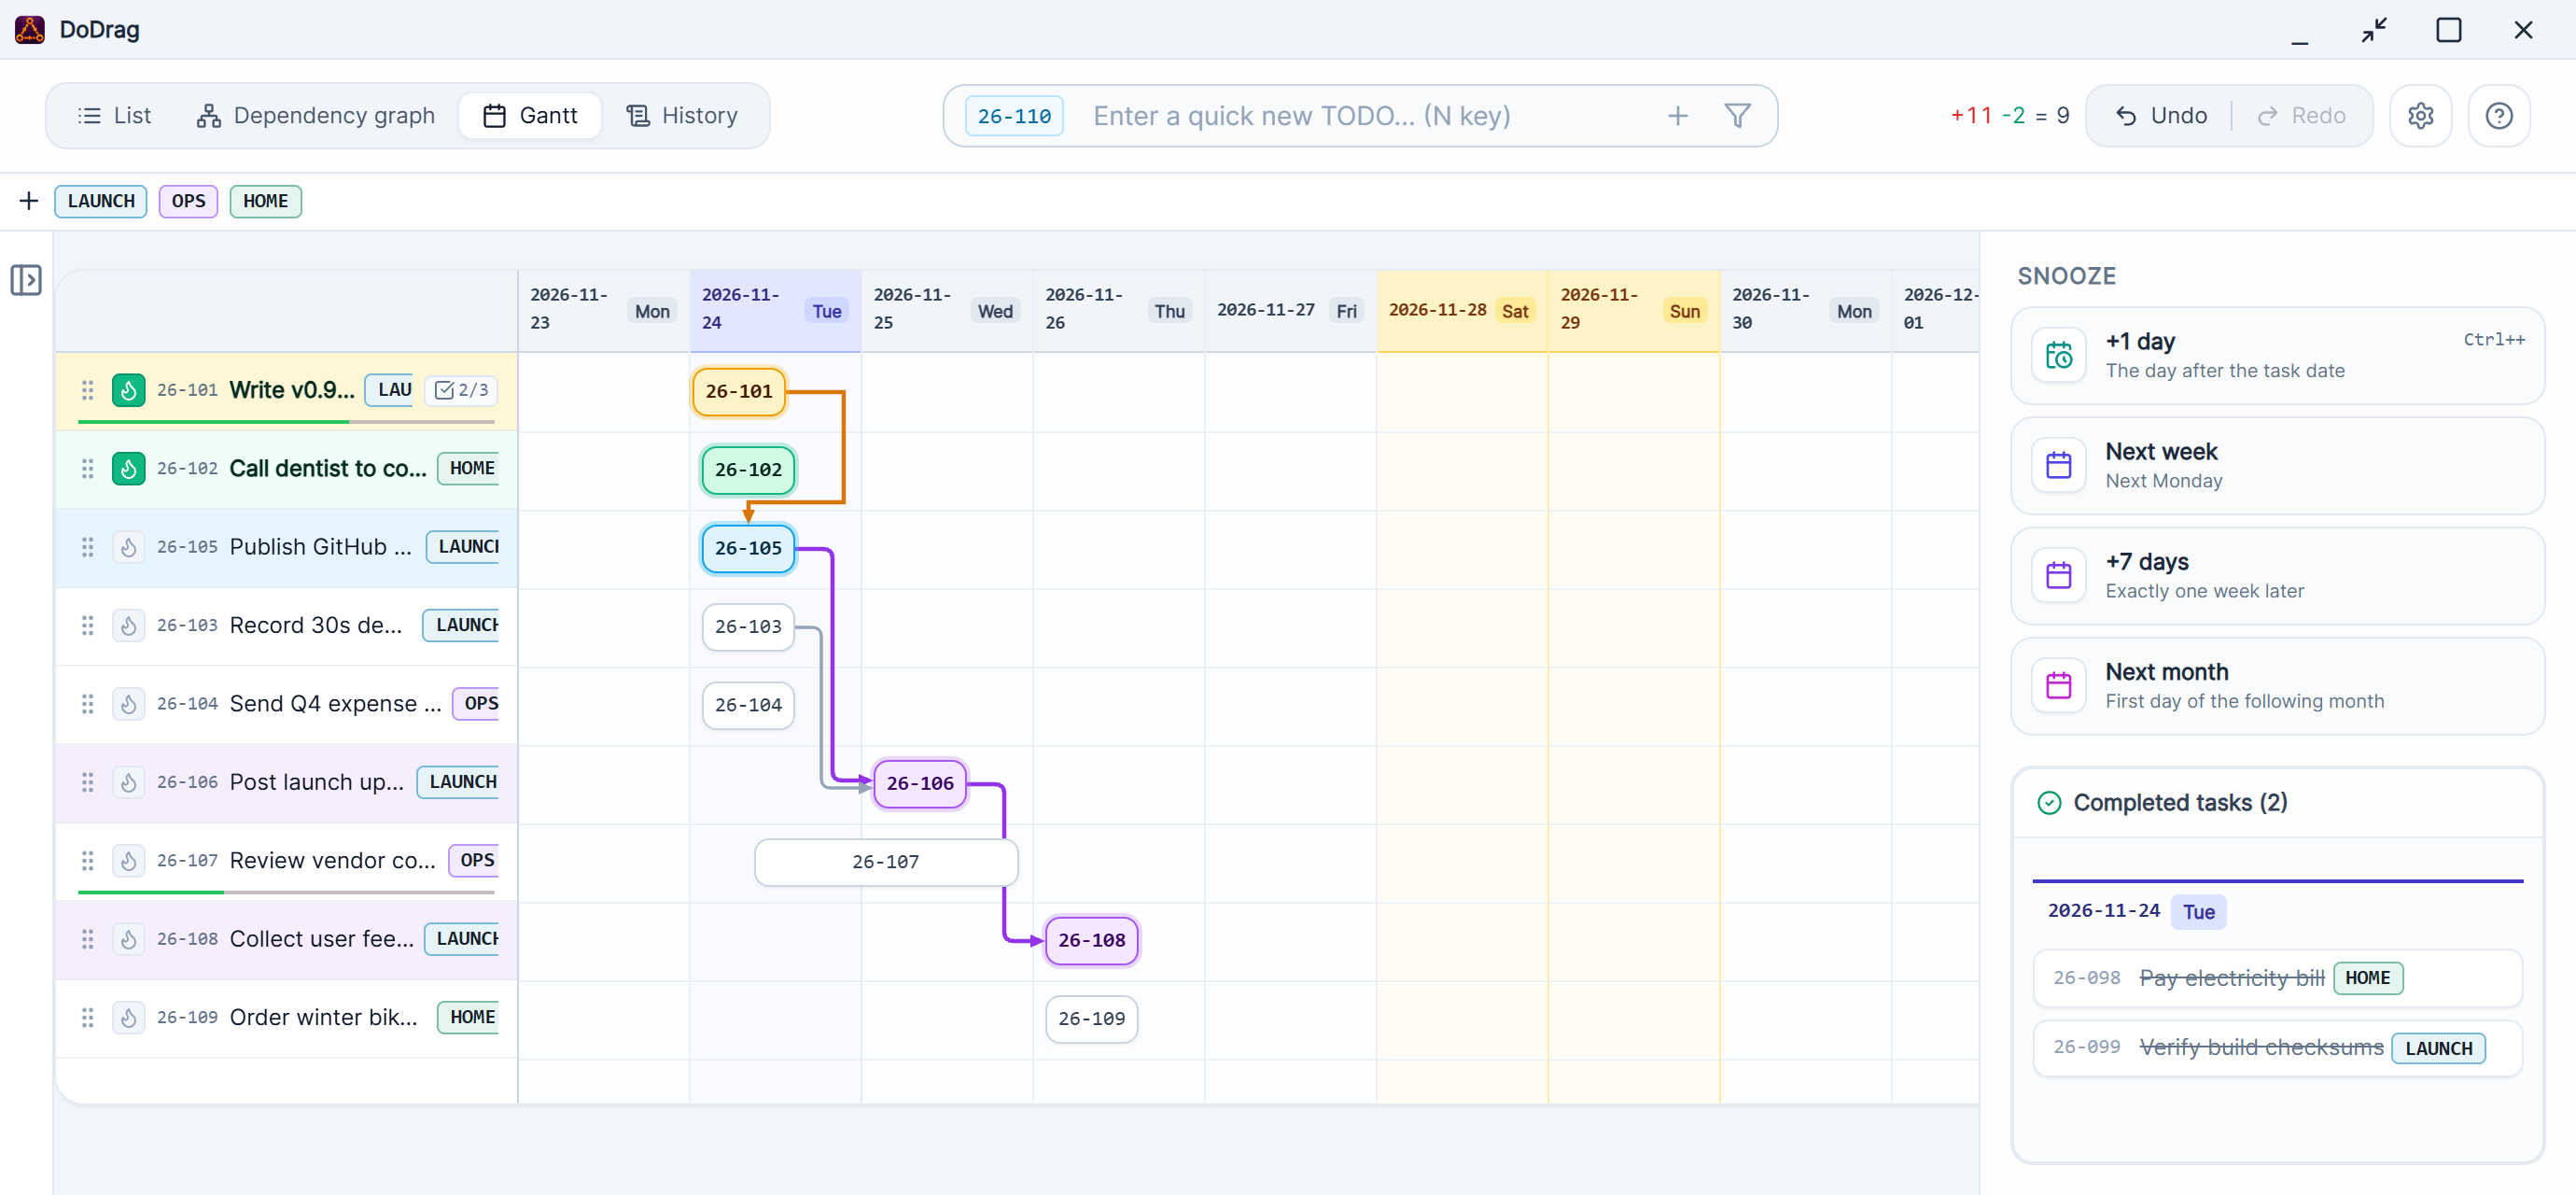 DoDrag
List
Dependency graph
Gantt
History
26-110 Enter a quick new TODO... (N key)
+11 -2 = 9
Undo
Redo
LAUNCH
OPS
HOME
2026-11-23 Mon
2026-11-24 Tue
2026-11-25 Wed
2026-11-26 Thu
2026-11-27 Fri
2026-11-28 Sat
2026-11-29 Sun
2026-11-30 Mon
2026-12-01
26-101 Write v0.9... LAU 2/3
26-102 Call dentist to co... HOME
26-105 Publish GitHub ... LAUNCH
26-103 Record 30s de... LAUNCH
26-104 Send Q4 expense ... OPS
26-106 Post launch up... LAUNCH
26-107 Review vendor co... OPS
26-108 Collect user fee... LAUNCH
26-109 Order winter bik... HOME
26-101
26-102
26-105
26-103
26-104
26-106
26-107
26-108
26-109
SNOOZE
+1 day
Ctrl++
The day after the task date
Next week
Next Monday
+7 days
Exactly one week later
Next month
First day of the following month
Completed tasks (2)
2026-11-24 Tue
26-098 Pay electricity bill HOME
26-099 Verify build checksums LAUNCH